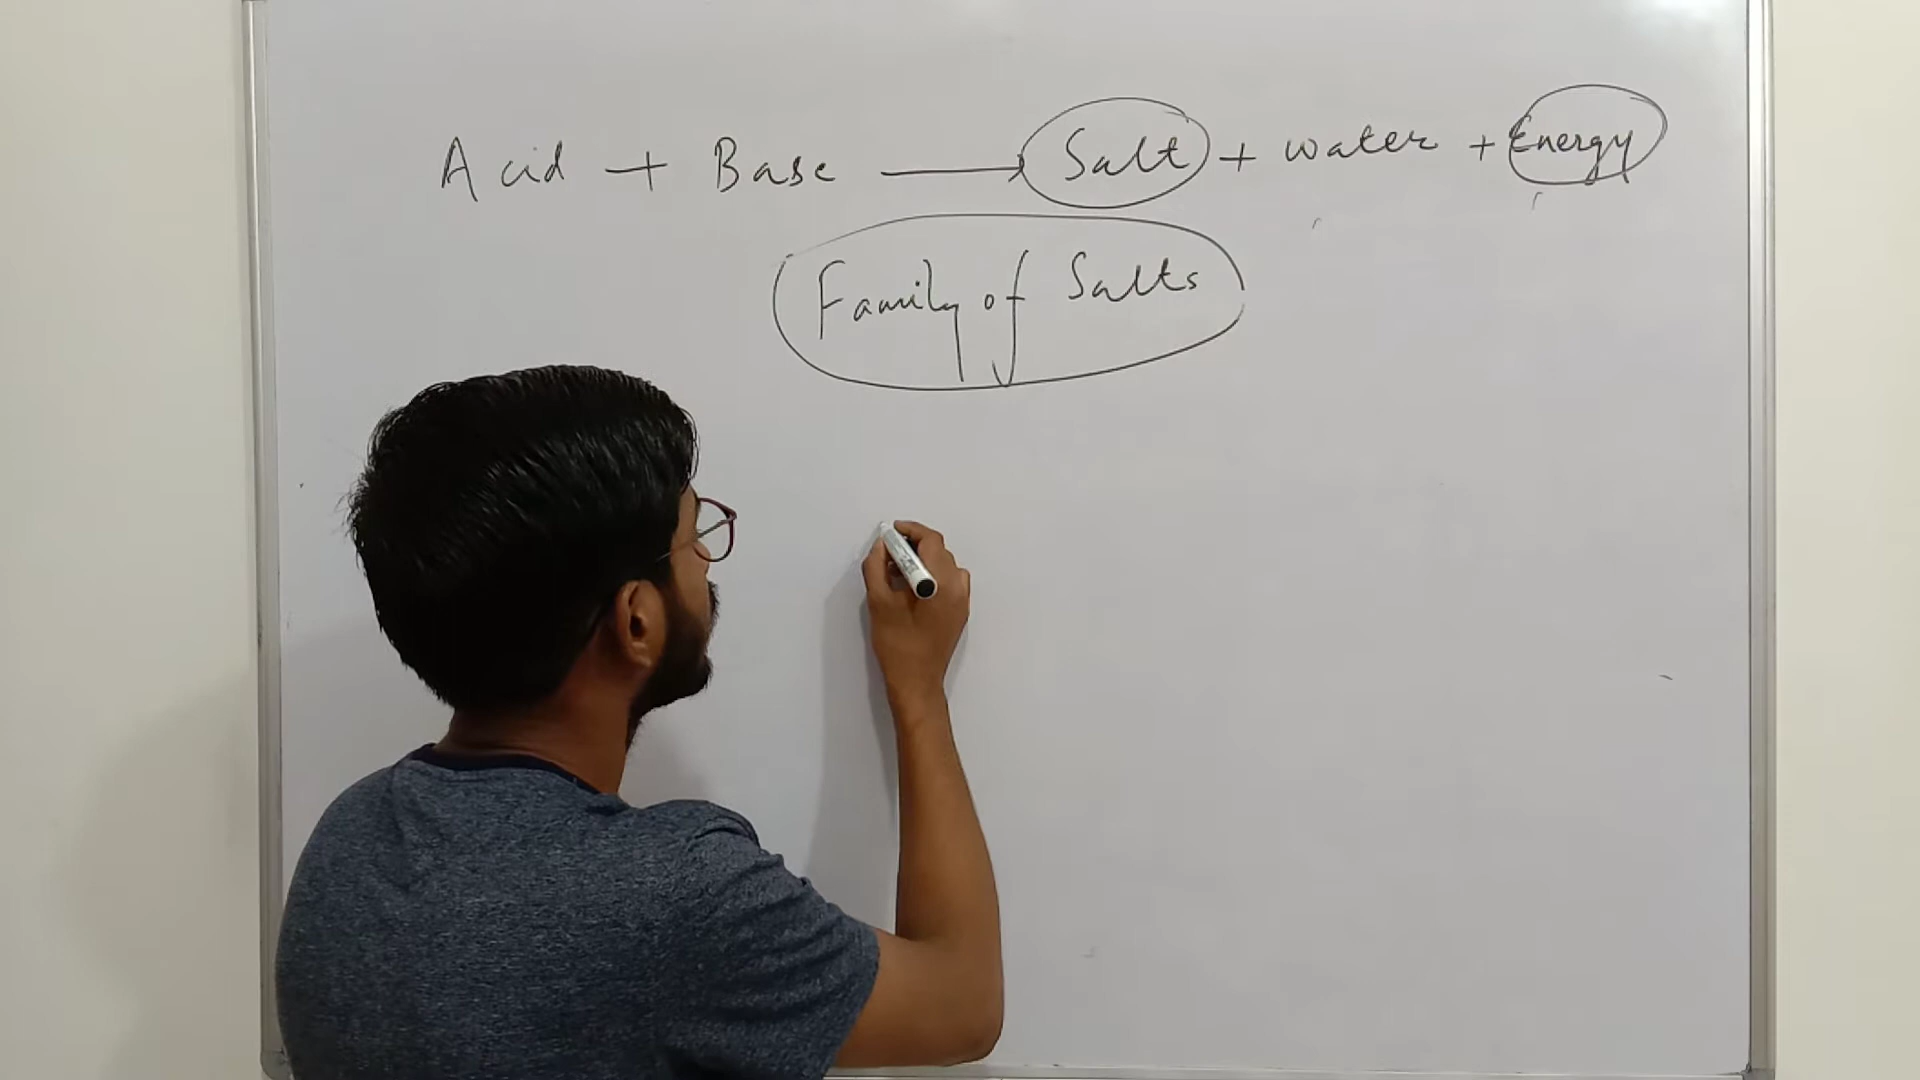 Acid + Base → Salt + water + Energy
Family of Salts